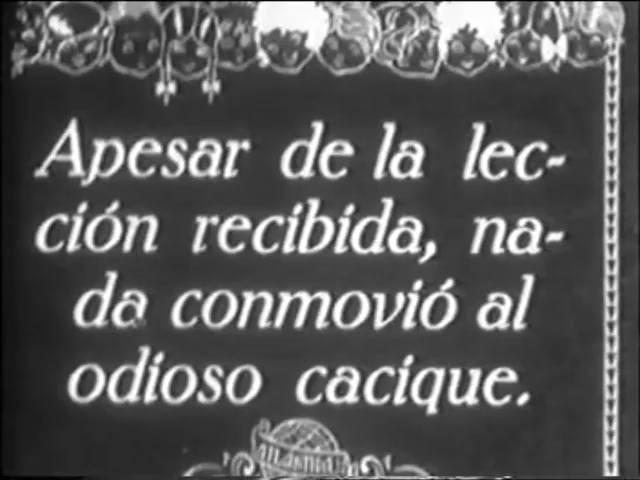 Apesar de la lec-
ción recibida, na-
da conmovió al
odioso cacique.